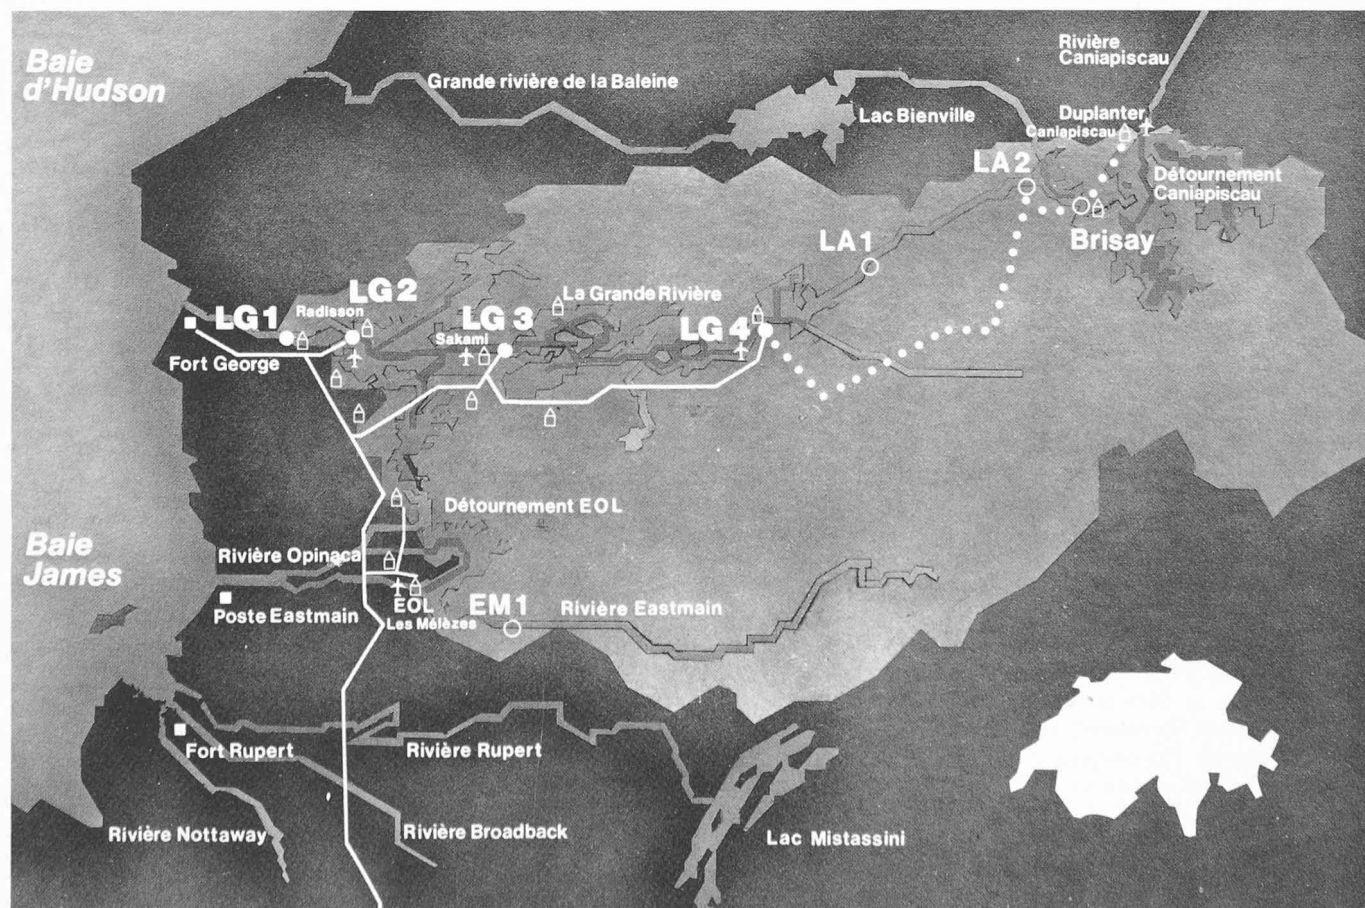 Baie
d'Hudson
Rivière
Caniapiscau
Grande rivière de la Baleine
Lac Bienville
Duplanter
Caniapiscau
LA 2
Détournement
Caniapiscau
Brisay
LA 1
La Grande Rivière
LG 2
Radisson
LG 1
LG 3
Sakami
LG 4
Fort George
Détournement EOL
Baie
James
Rivière Opinaca
Poste Eastmain
EOL
Les Mélèzes
EM 1
Rivière Eastmain
Fort Rupert
Rivière Rupert
Rivière Nottaway
Rivière Broadback
Lac Mistassini